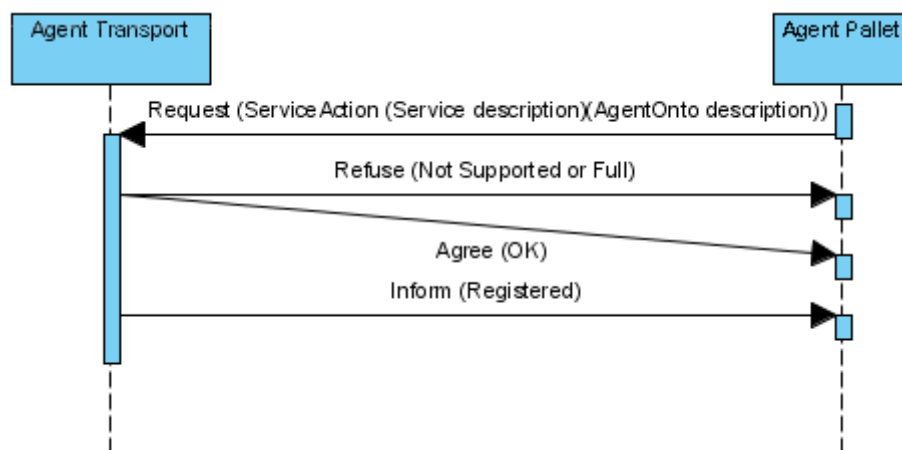 Agent Transport
Agent Pallet
Request (ServiceAction (Service description)(AgentOnto description))
Refuse (Not Supported or Full)
Agree (OK)
Inform (Registered)